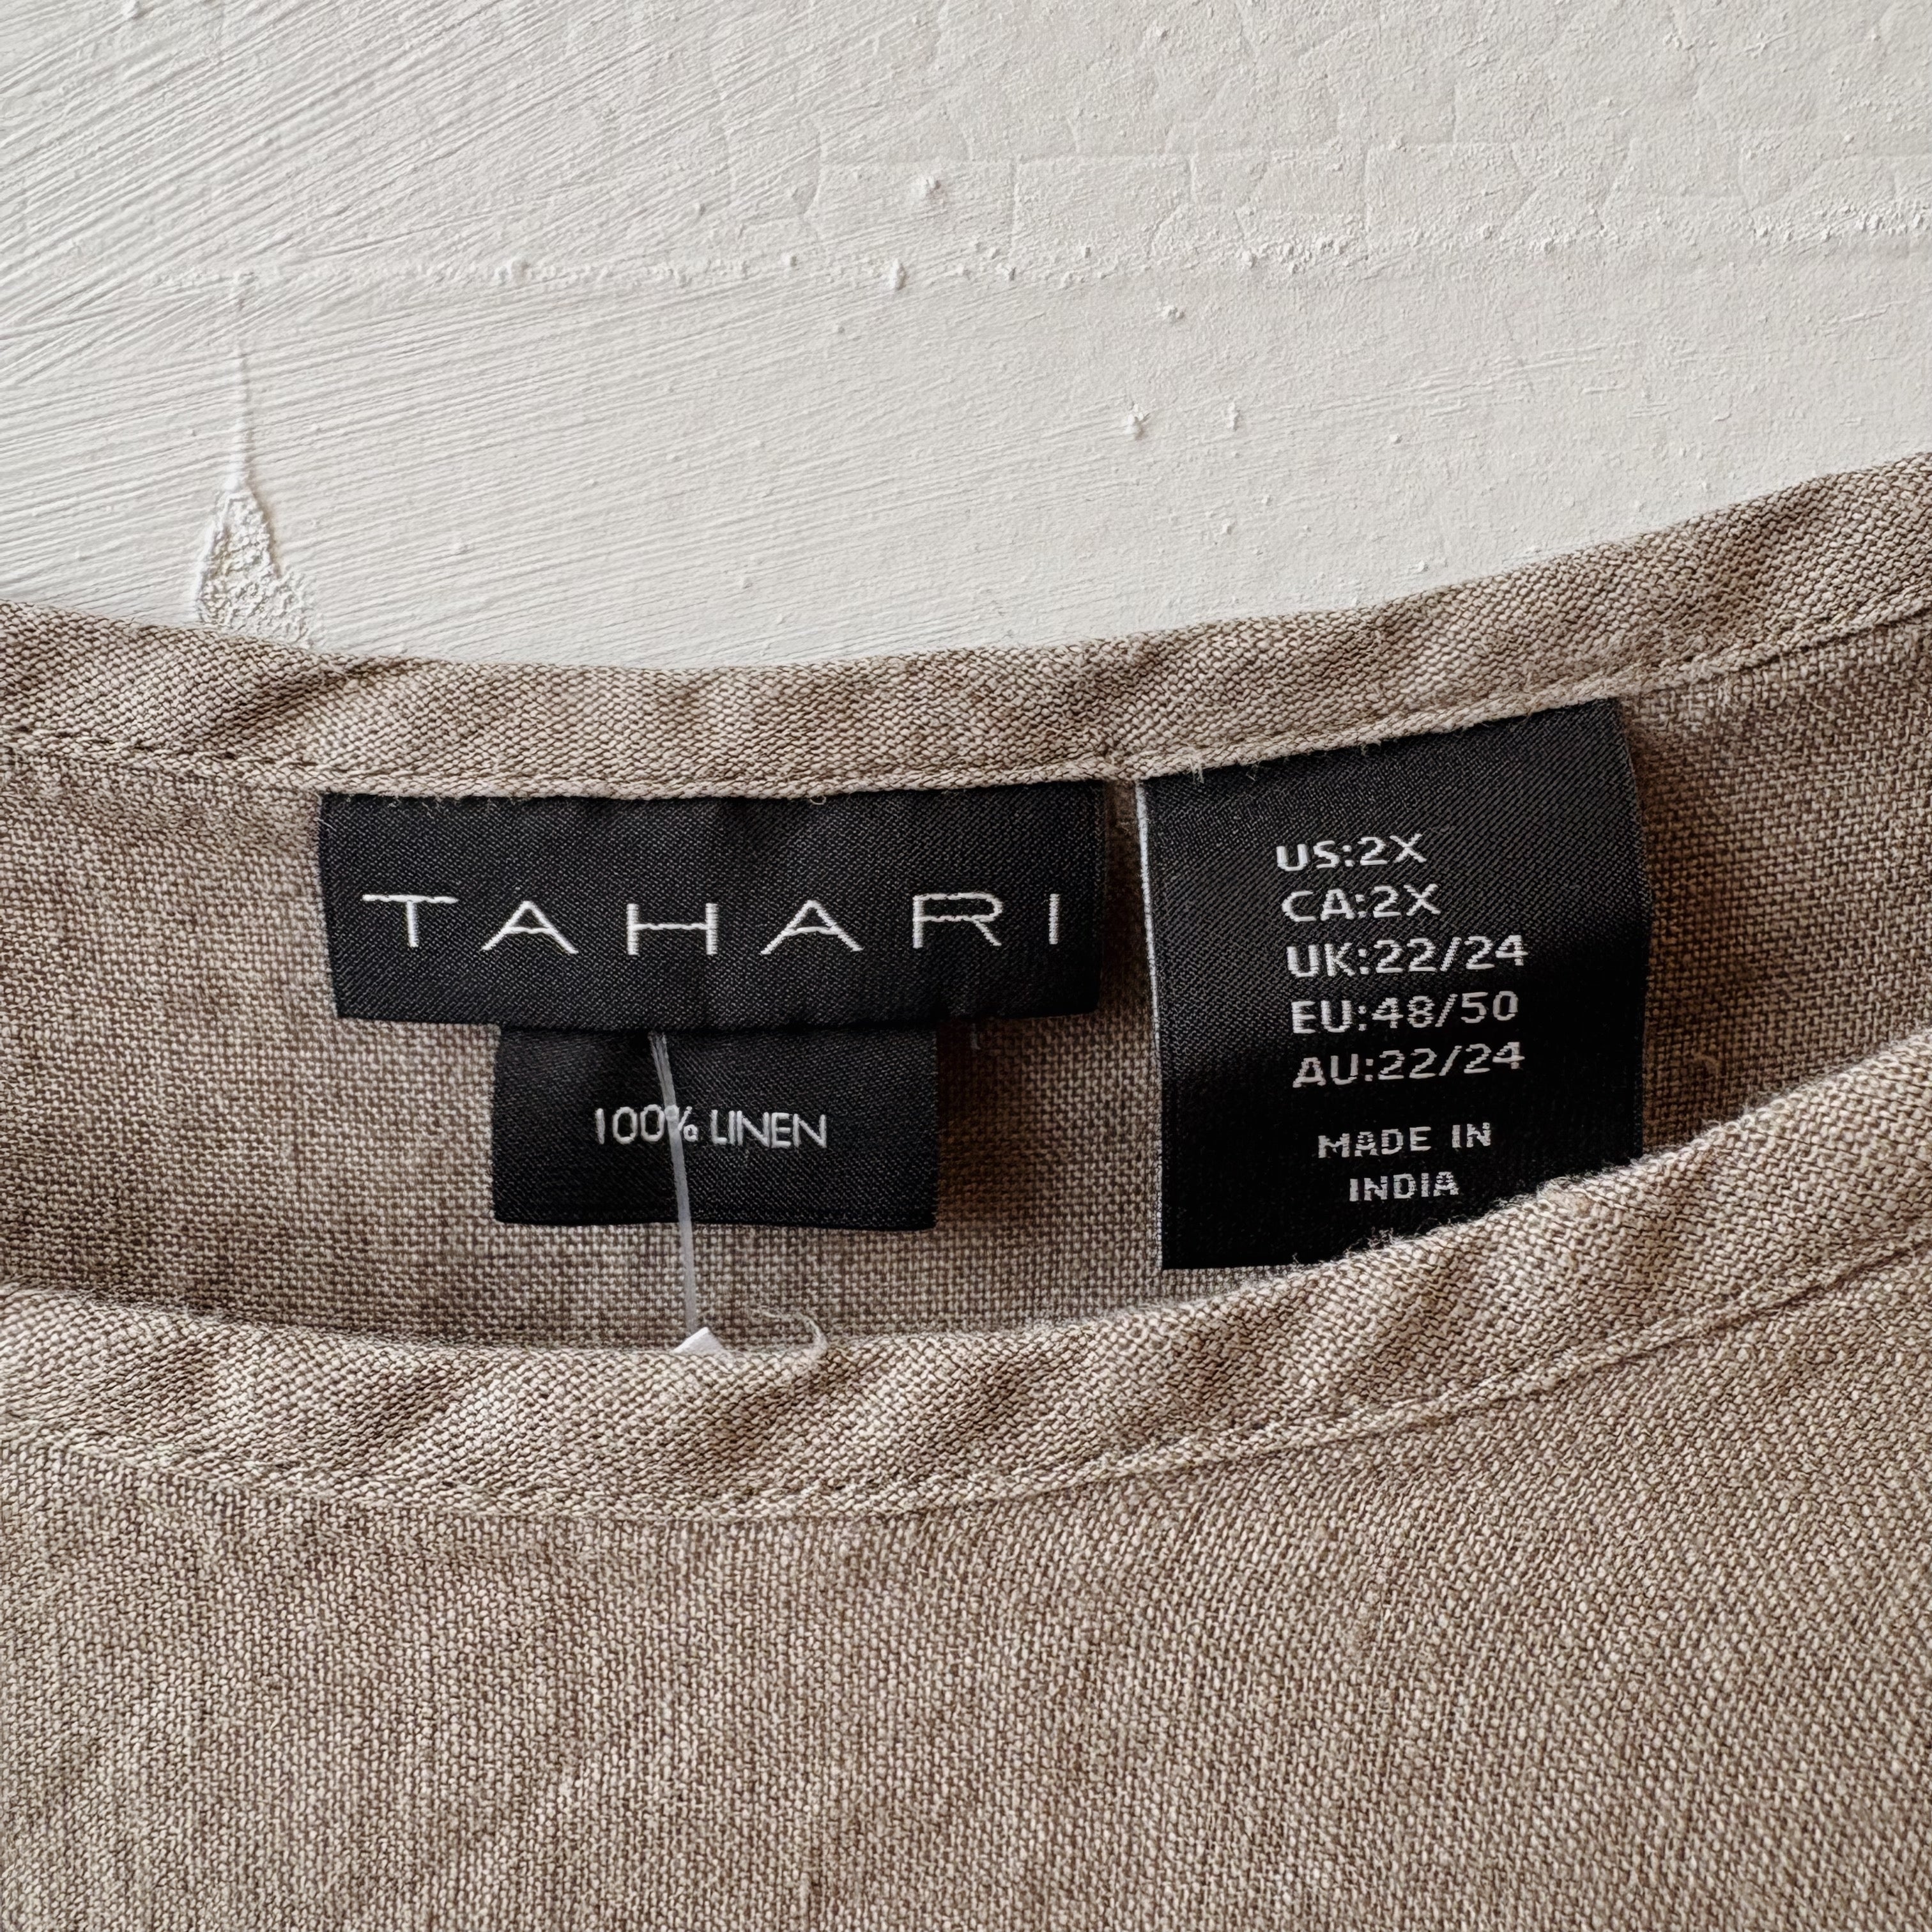 TAHARI
100% LINEN
US:2X
CA:2X
UK:22/24
EU:48/50
AU:22/24
MADE IN
INDIA